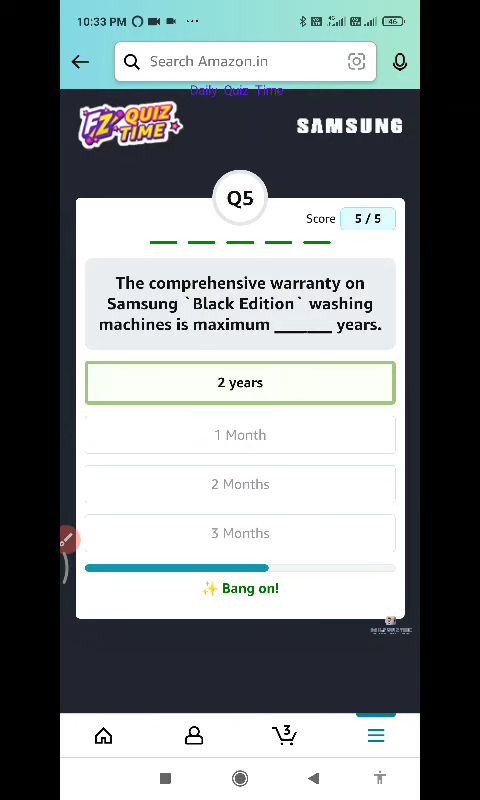 10:33 PM
46
Search Amazon.in
Daily Quiz Time
FZ QUIZ
TIME
SAMSUNG
Q5
Score 5 / 5
The comprehensive warranty on
Samsung `Black Edition` washing
machines is maximum _______ years.
2 years
1 Month
2 Months
3 Months
✨ Bang on!
3